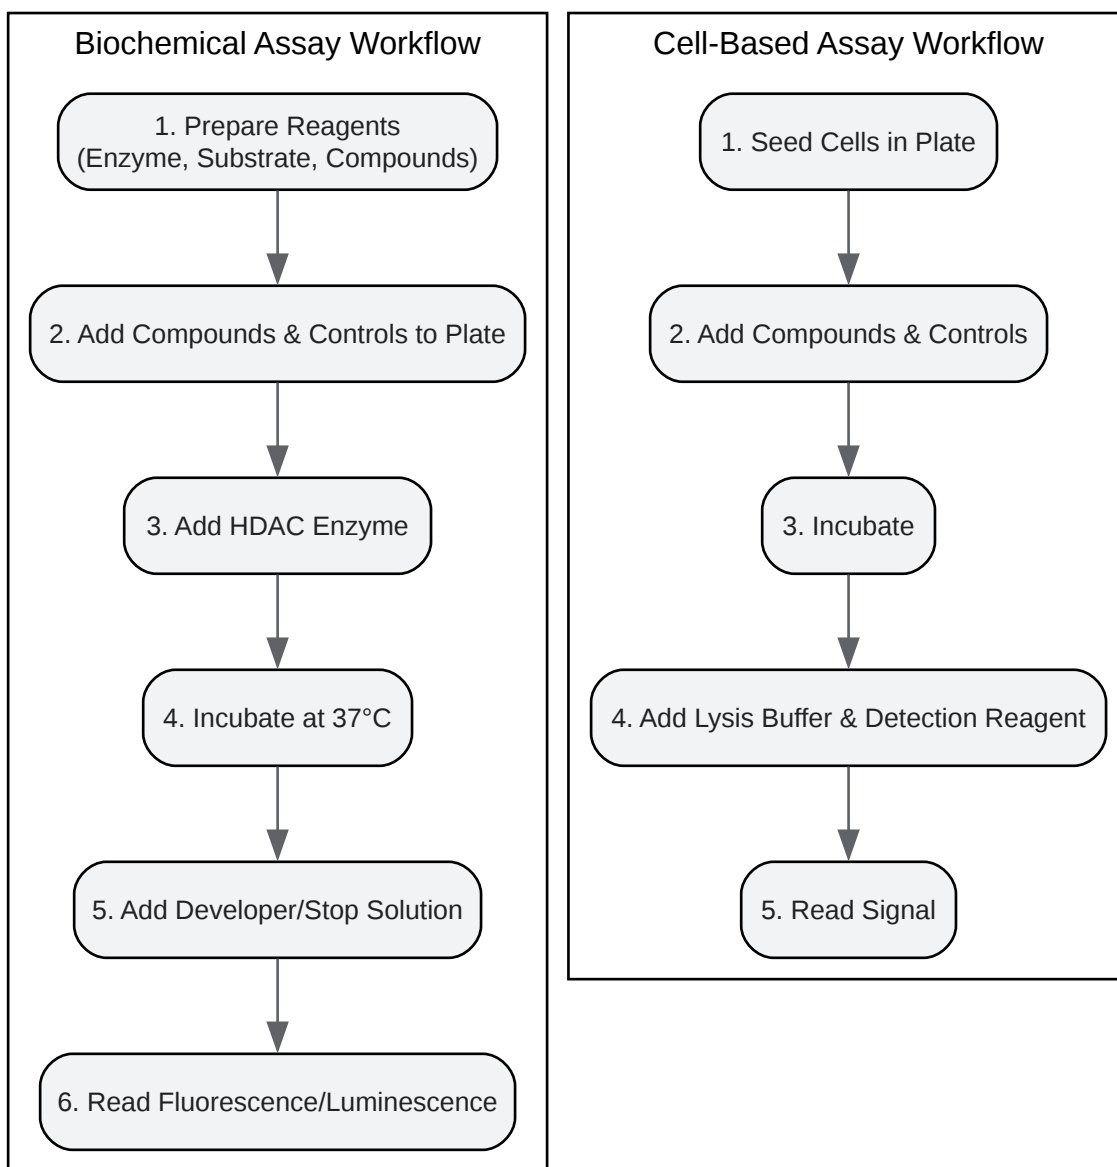 Biochemical Assay Workflow
1. Prepare Reagents
(Enzyme, Substrate, Compounds)
2. Add Compounds & Controls to Plate
3. Add HDAC Enzyme
4. Incubate at 37°C
5. Add Developer/Stop Solution
6. Read Fluorescence/Luminescence
Cell-Based Assay Workflow
1. Seed Cells in Plate
2. Add Compounds & Controls
3. Incubate
4. Add Lysis Buffer & Detection Reagent
5. Read Signal